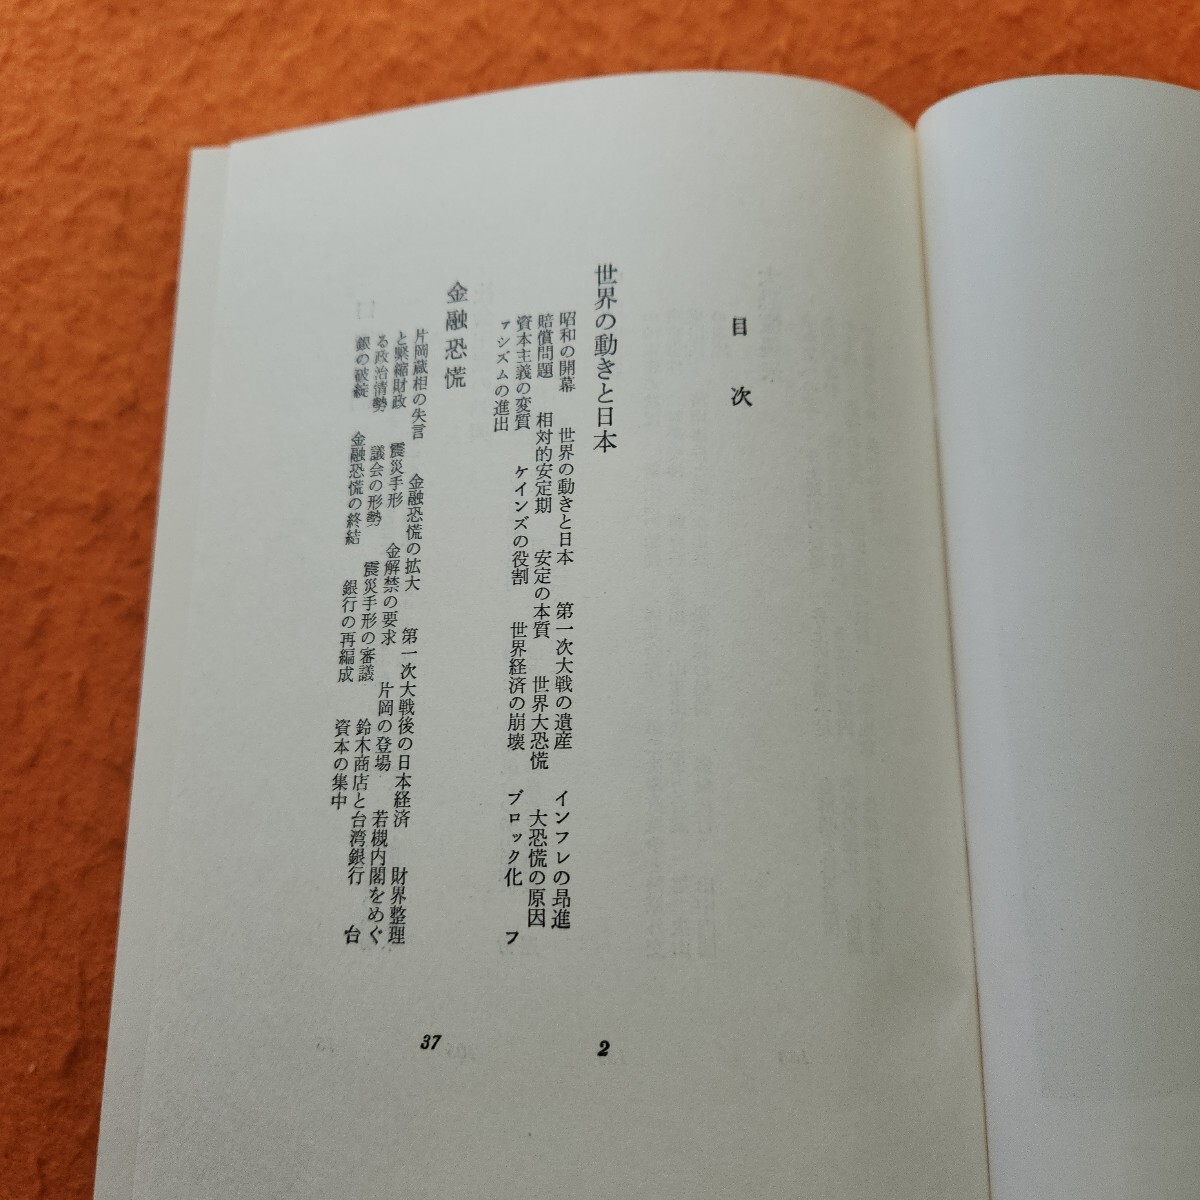 目次
世界の動きと日本
昭和の開幕　世界の動きと日本　第一次大戦の遺産　インフレの昻進
賠償問題　相対的安定期　安定の本質　世界大恐慌　大恐慌の原因
資本主義の変質　ケインズの役割　世界経済の崩壊　ブロック化　フ
ァシズムの進出
2
金融恐慌
片岡蔵相の失言　金融恐慌の拡大　第一次大戦後の日本経済　財界整理
と緊縮財政　震災手形　金解禁の要求　片岡の登場　若槻内閣をめぐ
る政治情勢　議会の形勢　震災手形の審議　鈴木商店と台湾銀行　台
銀の破綻　金融恐慌の終結　銀行の再編成　資本の集中
37